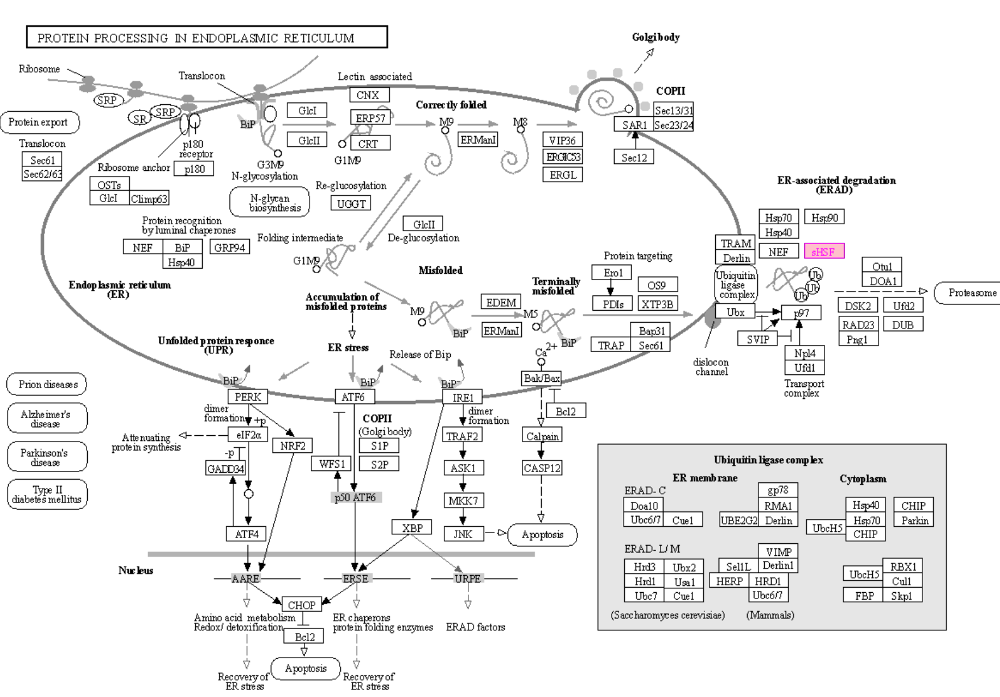 PROTEIN PROCESSING IN ENDOPLASMIC RETICULUM
Golgi body
Ribosome
Translocon
Lectin associated
COPII
SRP
CNX
Correctly folded
Sec13/31
SAR1
Sec23/24
Protein export
SR
SRP
BiP
GlcI
ERP57
M9
M8
ERManI
VIP36
Translocon
GlcII
CRT
Sec12
Sec61
Sec62/63
p180
receptor
p180
G3M9
G1M9
ERGIC53
ERGL
Ribosome anchor
N-glycosylation
OSTs
GlcI
Climp63
N-glycan
biosynthesis
Re-glucosylation
UGGT
ER-associated degradation
(ERAD)
Protein recognition
by luminal chaperones
GlcII
De-glucosylation
Hsp70
Hsp90
Hsp40
NEF
BiP
GRP94
Hsp40
Folding intermediate
G1M9
TRAM
Derlin
NEF
sHSF
Endoplasmic reticulum
(ER)
Misfolded
Terminally
misfolded
Protein targeting
Ero1
OS9
PDIs
XTP3B
Ubiquitin
ligase
complex
Ub
Ub
Ub
Otu1
DOA1
Proteasome
Accumulation of
misfolded proteins
M9
EDEM
M5
ERManI
BiP
BiP
Ubx
p97
DSK2
Ufd2
RAD23
DUB
Png1
Bap31
TRAP
Sec61
SVIP
Npl4
Ufd1
Transport
complex
dislocon
channel
Unfolded protein responce
(UPR)
ER stress
Release of Bip
Ca2+
Prion diseases
BiP
BiP
BiP
Bak/Bax
PERK
ATF6
IRE1
Bcl2
Alzheimer's
disease
dimer
formation
+p
COPII
(Golgi body)
dimer
formation
Attenuating
protein synthesis
eIF2α
NRF2
S1P
TRAF2
Calpain
Parkinson's
disease
-p
GADD34
WFS1
S2P
ASK1
CASP12
Type II
diabetes mellitus
p50 ATF6
MKK7
ATF4
XBP
JNK
Apoptosis
Nucleus
AARE
ERSE
URPE
CHOP
Amino acid metabolism
Redox/ detoxification
ER chaperons
protein folding enzymes
ERAD factors
Bcl2
Recovery of
ER stress
Apoptosis
Recovery of
ER stress
Ubiquitin ligase complex
ER membrane
Cytoplasm
ERAD- C
gp78
Doa10
RMA1
Hsp40
CHIP
Ubc6/7
Cue1
UBE2G2
Derlin
UbcH5
Hsp70
Parkin
CHIP
ERAD- L/ M
VIMP
Hrd3
Ubx2
Sel1L
Derlin1
RBX1
Hrd1
Usa1
HERP
HRD1
UbcH5
Cul1
Ubc7
Cue1
Ubc6/7
FBP
Skp1
(Saccharomyces cerevisiae)
(Mammals)